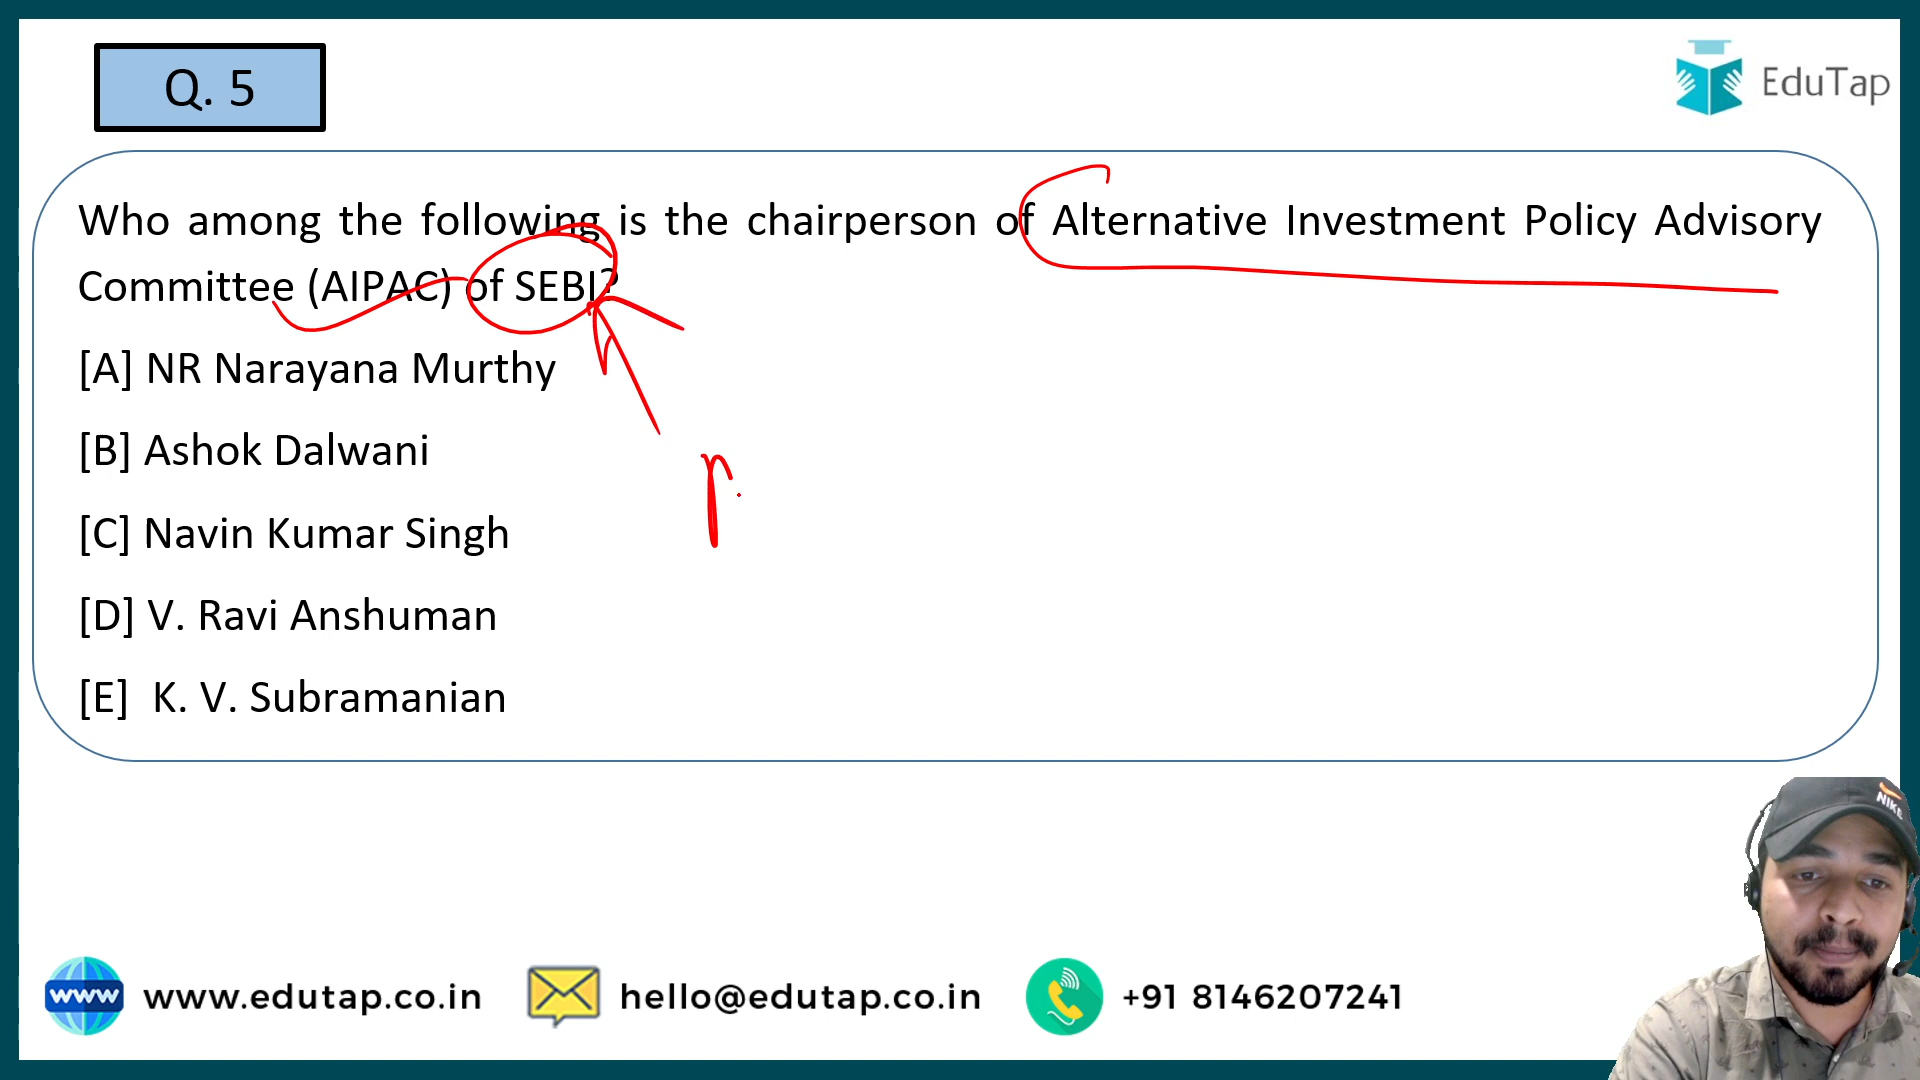 Q. 5
EduTap
Who among the following is the chairperson of Alternative Investment Policy Advisory
Committee (AIPAC) of SEBI?
[A] NR Narayana Murthy
[B] Ashok Dalwani
[C] Navin Kumar Singh
[D] V. Ravi Anshuman
[E] K. V. Subramanian
r
NIKE
www www.edutap.co.in hello@edutap.co.in +91 8146207241